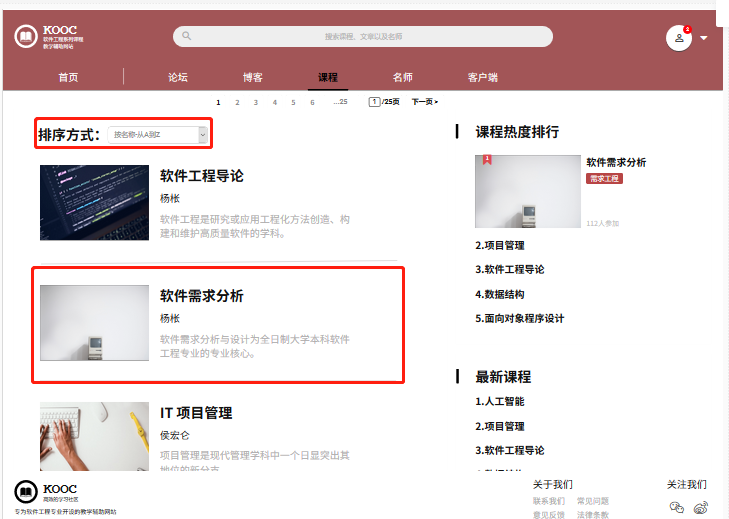 KOOC
软件工程系列课程
教学辅助网站
搜索课程、文章以及名师
3
首页 论坛 博客 课程 名师 客户端
1 2 3 4 5 6 ...25 1 /25页 下一页>
排序方式: 按名称-从A到Z
软件工程导论
杨枨
软件工程是研究或应用工程化方法创造、构
建和维护高质量软件的学科。
软件需求分析
杨枨
软件需求分析与设计为全日制大学本科软件
工程专业的专业核心。
IT 项目管理
侯宏仑
项目管理是现代管理学科中一个日显突出其
地位的新分支
课程热度排行
1
软件需求分析
需求工程
112人参加
2.项目管理
3.软件工程导论
4.数据结构
5.面向对象程序设计
最新课程
1.人工智能
2.项目管理
3.软件工程导论
KOOC
高效的学习社区
专为软件工程专业开设的教学辅助网站
关于我们
联系我们 常见问题
意见反馈 法律条款
关注我们